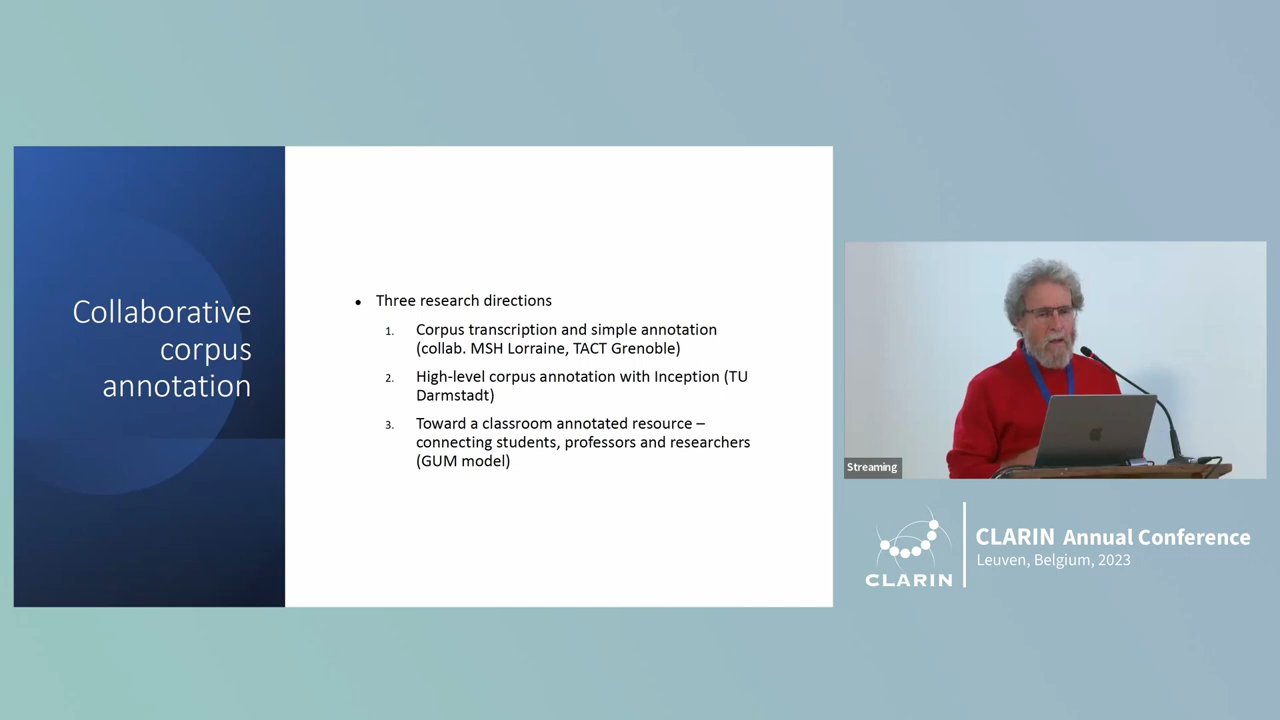 Collaborative
corpus
annotation
• Three research directions
1. Corpus transcription and simple annotation
(collab. MSH Lorraine, TACT Grenoble)
2. High-level corpus annotation with Inception (TU
Darmstadt)
3. Toward a classroom annotated resource –
connecting students, professors and researchers
(GUM model)
Streaming
CLARIN
CLARIN Annual Conference
Leuven, Belgium, 2023